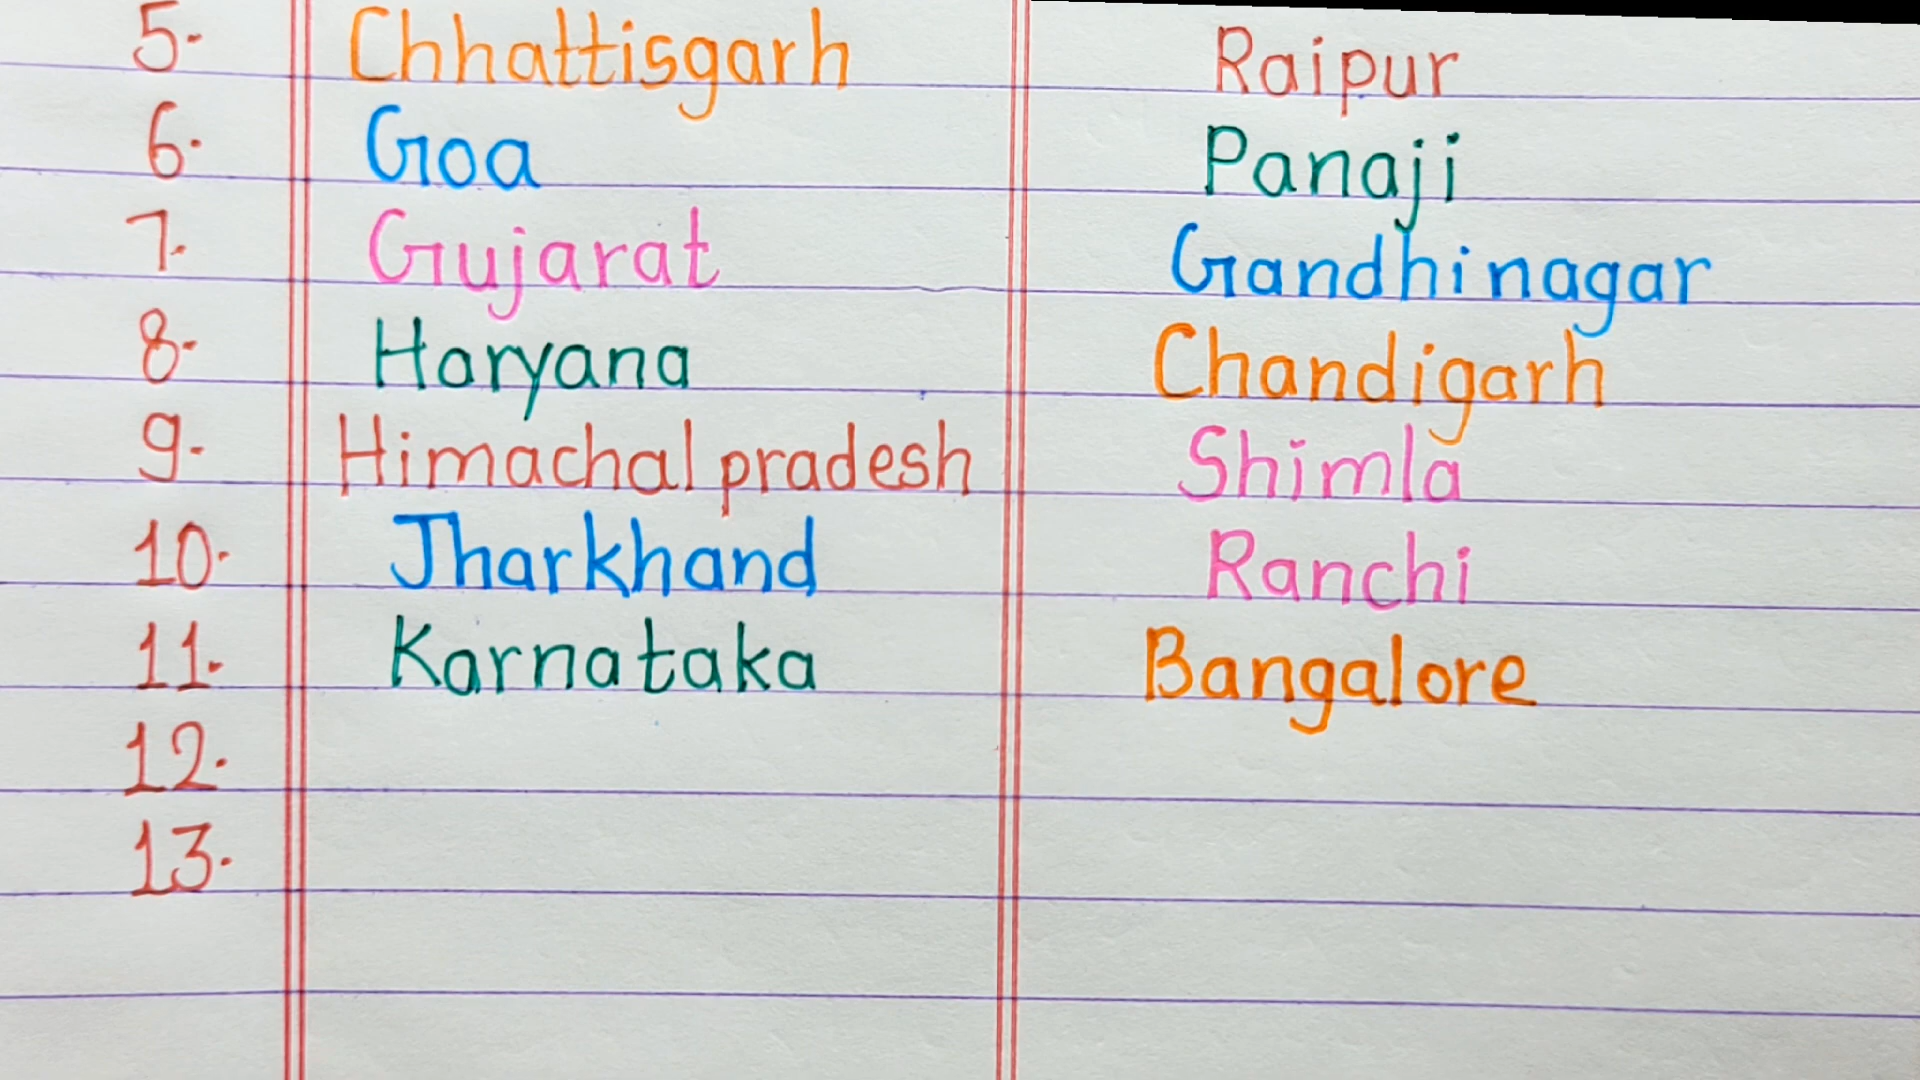 5. Chhattisgarh Raipur
6. Goa Panaji
7. Gujarat Gandhinagar
8. Haryana Chandigarh
9. Himachal pradesh Shimla
10. Jharkhand Ranchi
11. Karnataka Bangalore
12.
13.